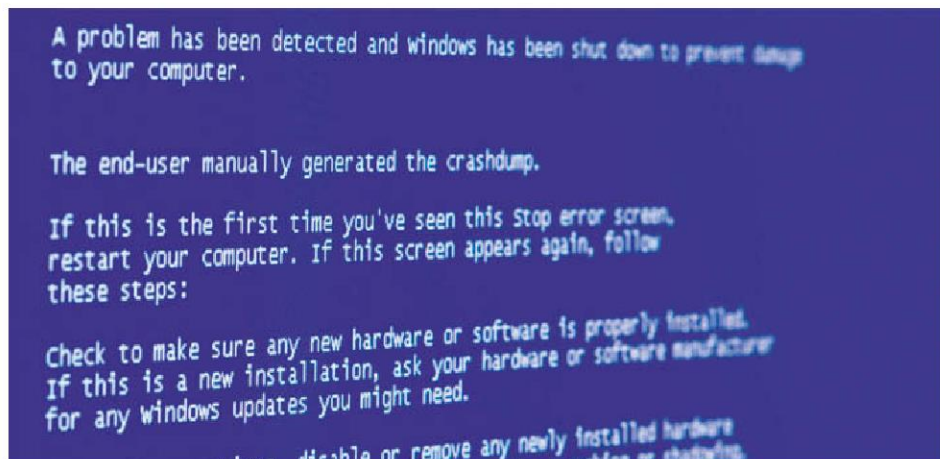 A problem has been detected and windows has been shut down to prevent damage
to your computer.
The end-user manually generated the crashdump.
If this is the first time you've seen this Stop error screen,
restart your computer. If this screen appears again, follow
these steps:
Check to make sure any new hardware or software is properly installed.
If this is a new installation, ask your hardware or software manufacturer
for any windows updates you might need.
disable or remove any newly installed hardware
or shadowing.